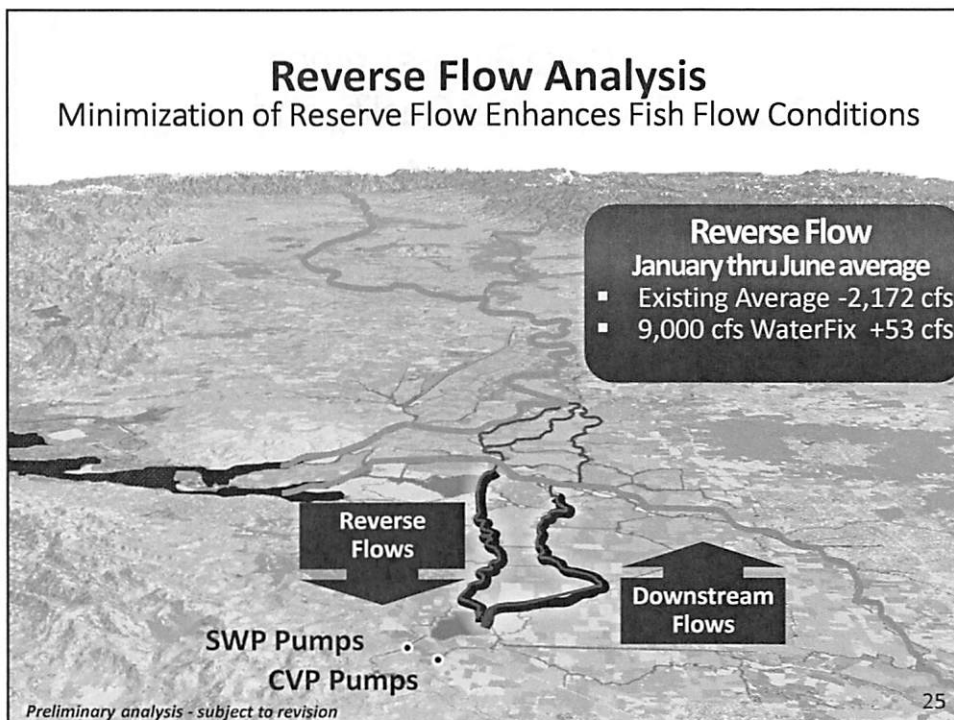 Reverse Flow Analysis
Minimization of Reserve Flow Enhances Fish Flow Conditions
Reverse Flow
January thru June average
▪ Existing Average -2,172 cfs
▪ 9,000 cfs WaterFix +53 cfs
Reverse
Flows
Downstream
Flows
SWP Pumps
CVP Pumps
Preliminary analysis - subject to revision
25